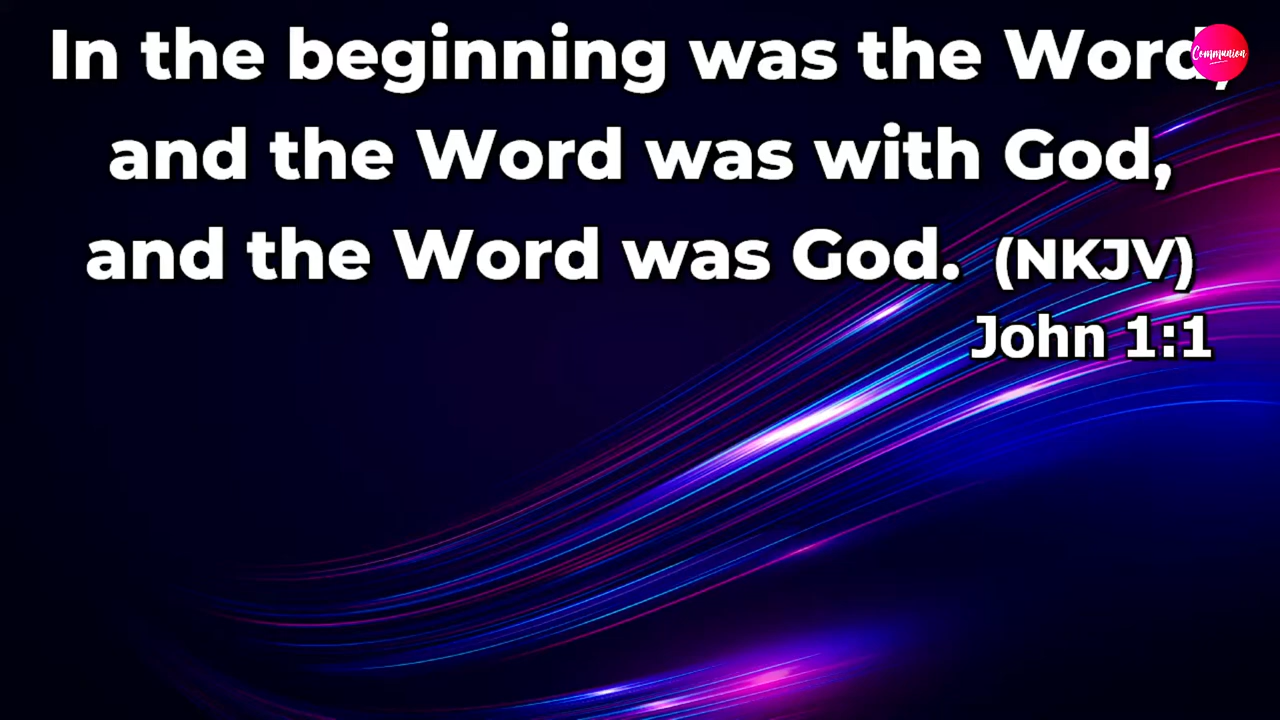 In the beginning was the Word,
Communion
and the Word was with God,
and the Word was God. (NKJV)
John 1:1